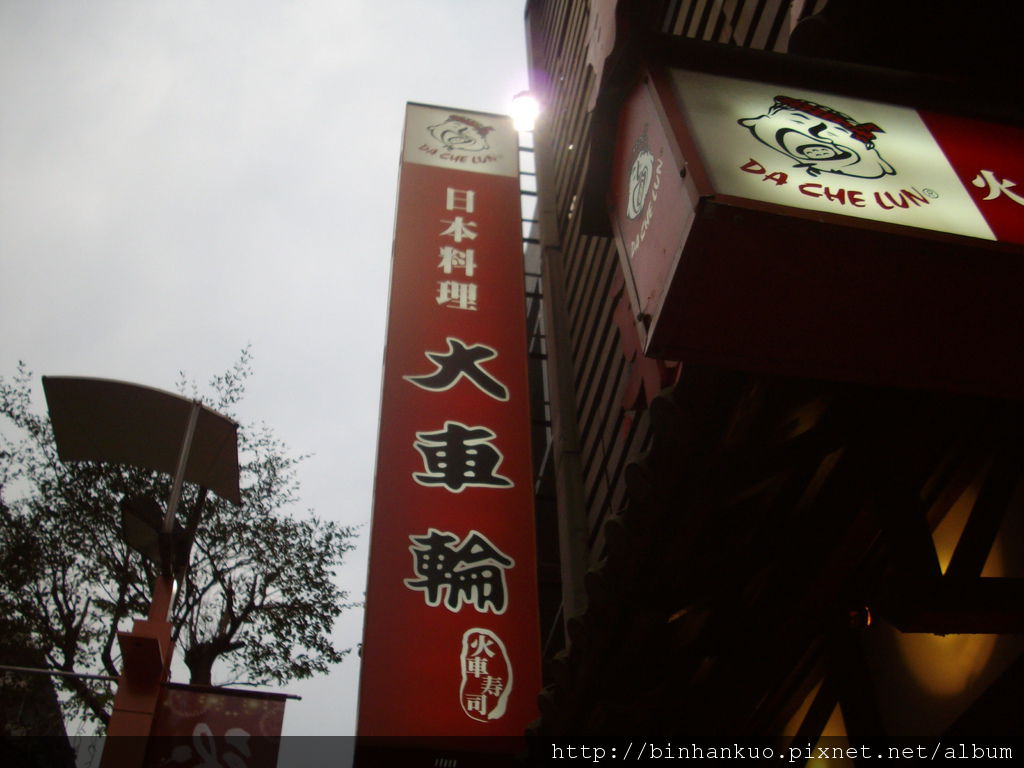 DA CHE LUN
日本料理
大車輪
火車
壽司
DA CHE LUN®
火
DA CHE LUN
http://binhankuo.pixnet.net/album